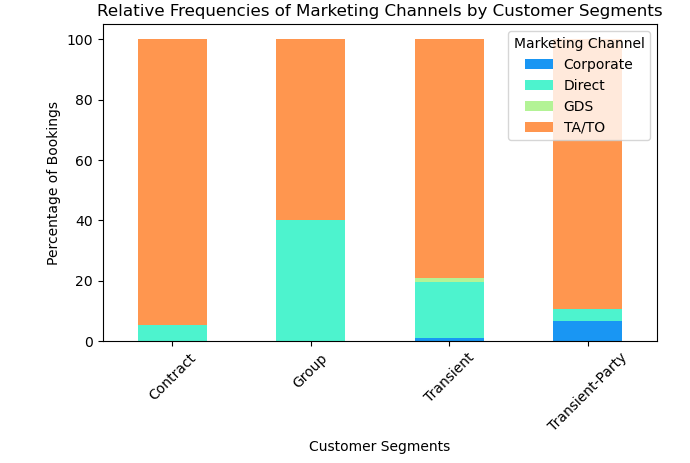 Relative Frequencies of Marketing Channels by Customer Segments
Marketing Channel
Corporate
Direct
GDS
TA/TO
Percentage of Bookings
100
80
60
40
20
0
Contract
Group
Transient
Transient-Party
Customer Segments